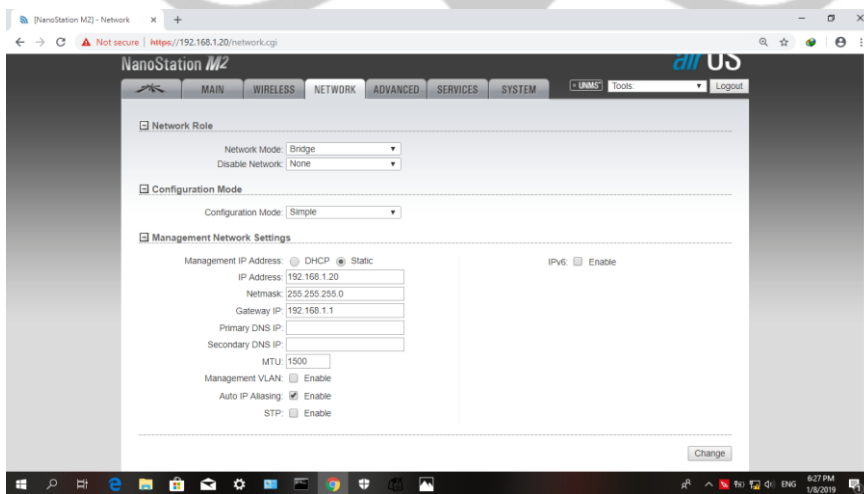 [NanoStation M2] - Network
Not secure | https://192.168.1.20/network.cgi
NanoStation M2
MAIN WIRELESS NETWORK ADVANCED SERVICES SYSTEM UNMS Tools: Logout
Network Role
Network Mode: Bridge
Disable Network: None
Configuration Mode
Configuration Mode: Simple
Management Network Settings
Management IP Address: DHCP Static IPv6: Enable
IP Address: 192.168.1.20
Netmask: 255.255.255.0
Gateway IP: 192.168.1.1
Primary DNS IP:
Secondary DNS IP:
MTU: 1500
Management VLAN: Enable
Auto IP Aliasing: Enable
STP: Enable
Change
ENG 6:27 PM
1/8/2019